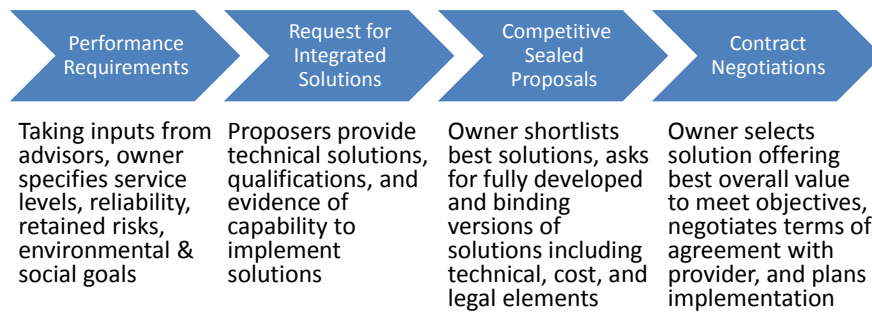 Performance
Requirements
Request for
Integrated
Solutions
Competitive
Sealed
Proposals
Contract
Negotiations
Taking inputs from
advisors, owner
specifies service
levels, reliability,
retained risks,
environmental &
social goals
Proposers provide
technical solutions,
qualifications, and
evidence of
capability to
implement
solutions
Owner shortlists
best solutions, asks
for fully developed
and binding
versions of
solutions including
technical, cost, and
legal elements
Owner selects
solution offering
best overall value
to meet objectives,
negotiates terms of
agreement with
provider, and plans
implementation